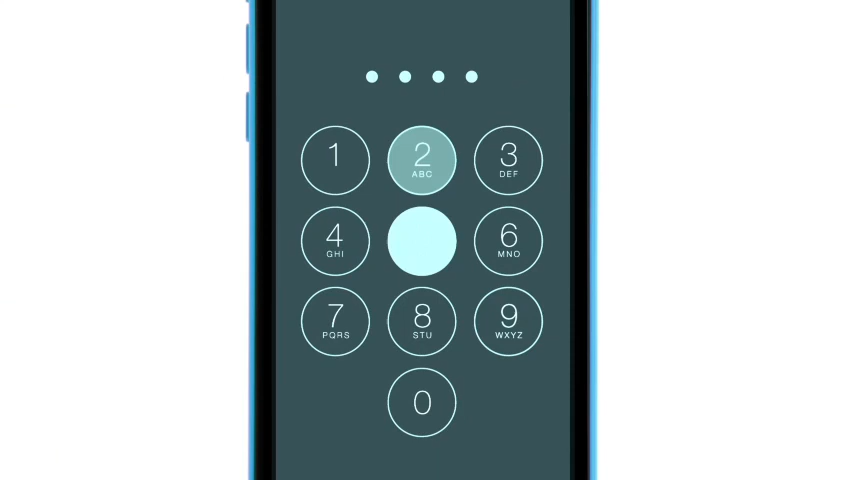 1 2 3
ABC DEF
4 6
GHI MNO
7 8 9
PQRS STU WXYZ
0